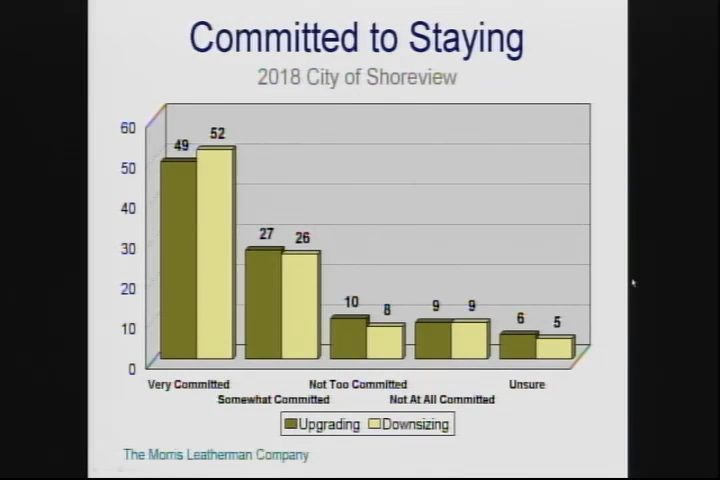 Committed to Staying
2018 City of Shoreview
60
50
40
30
20
10
0
49
52
27
26
10
8
9
9
6
5
Very Committed
Somewhat Committed
Not Too Committed
Not At All Committed
Unsure
Upgrading
Downsizing
The Morris Leatherman Company